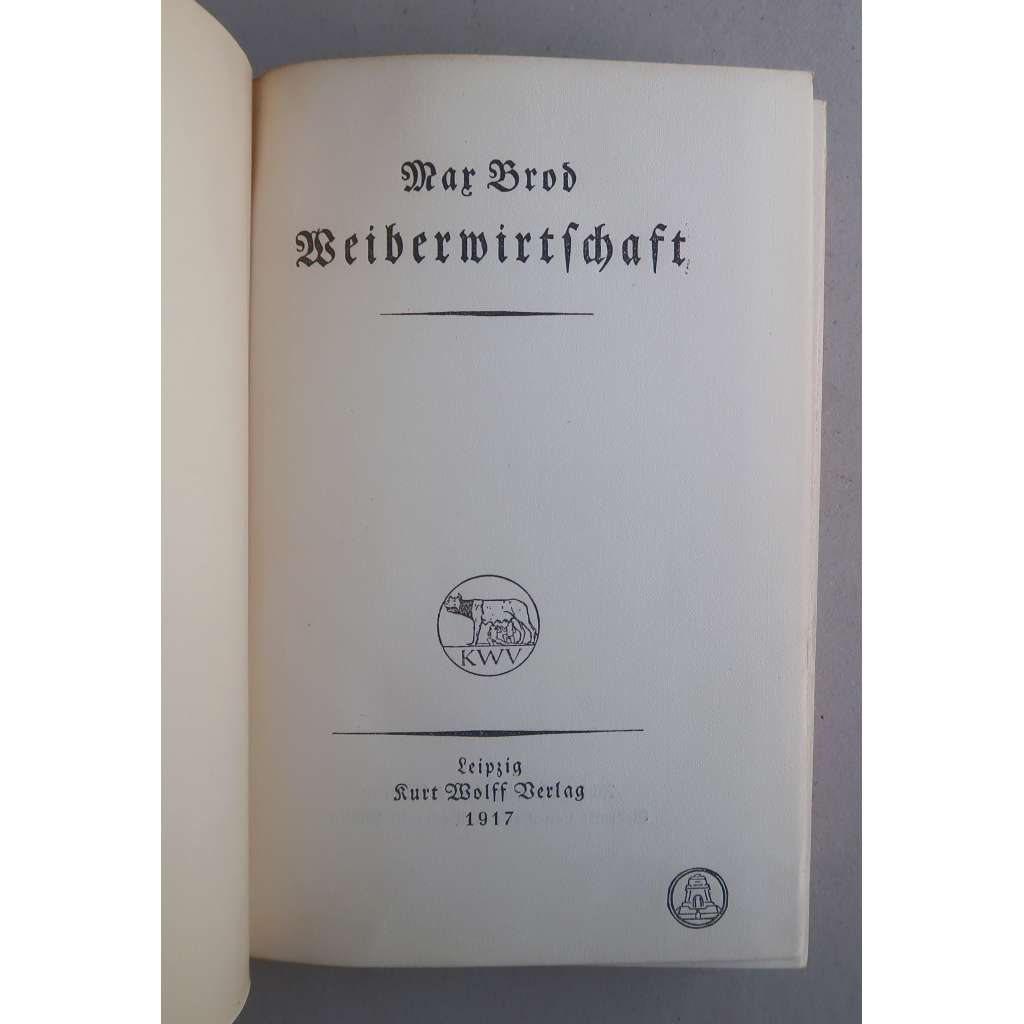 Max Brod
Weiberwirtschaft
KWV
Leipzig
Kurt Wolff Verlag
1917